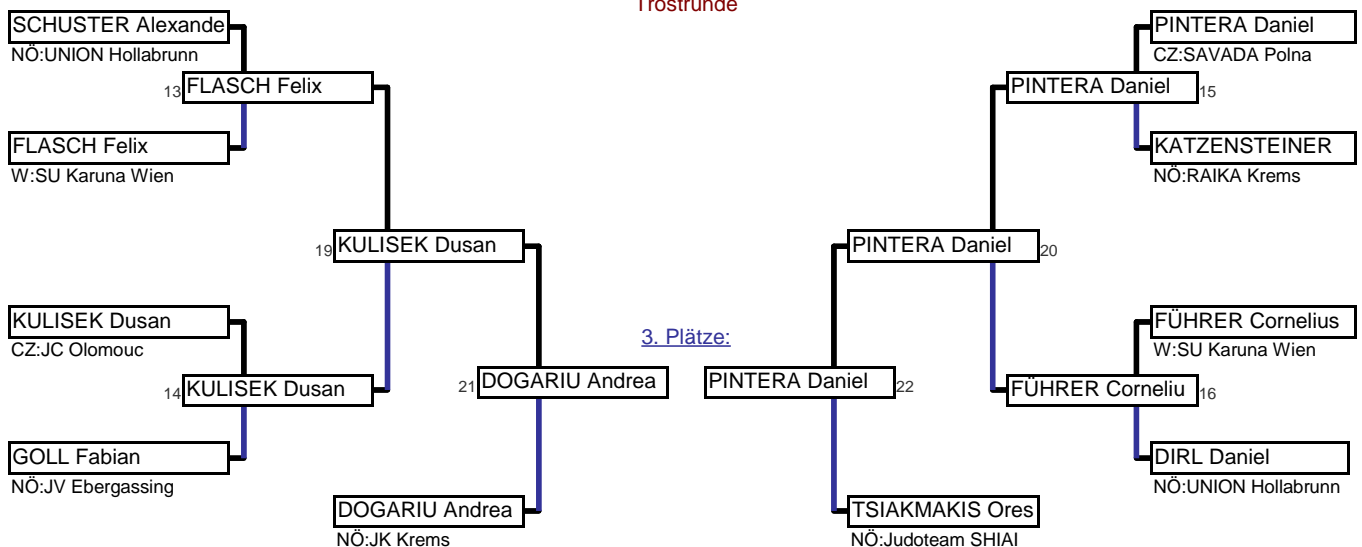 Trostrunde
SCHUSTER Alexande
NÖ:UNION Hollabrunn
13 FLASCH Felix
FLASCH Felix
W:SU Karuna Wien
19 KULISEK Dusan
KULISEK Dusan
CZ:JC Olomouc
14 KULISEK Dusan
GOLL Fabian
NÖ:JV Ebergassing
21 DOGARIU Andrea
DOGARIU Andrea
NÖ:JK Krems
3. Plätze:
PINTERA Daniel
CZ:SAVADA Polna
PINTERA Daniel 15
KATZENSTEINER
NÖ:RAIKA Krems
PINTERA Daniel 20
FÜHRER Cornelius
W:SU Karuna Wien
PINTERA Daniel 22
FÜHRER Corneliu 16
DIRL Daniel
NÖ:UNION Hollabrunn
TSIAKMAKIS Ores
NÖ:Judoteam SHIAI